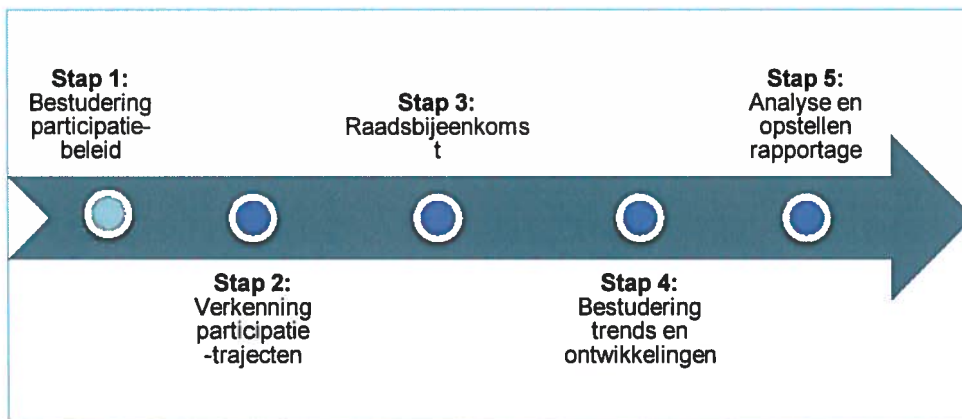 Stap 1:
Bestudering
participatie-
beleid
Stap 2:
Verkenning
participatie
-trajecten
Stap 3:
Raadsbijeenkoms
t
Stap 4:
Bestudering
trends en
ontwikkelingen
Stap 5:
Analyse en
opstellen
rapportage